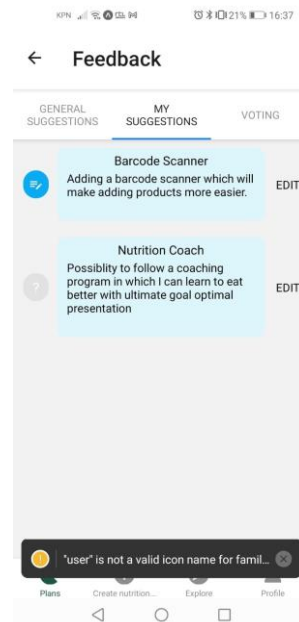 KPN 21% 16:37
← Feedback
GENERAL SUGGESTIONS MY SUGGESTIONS VOTING
Barcode Scanner
Adding a barcode scanner which will
make adding products more easier.
EDIT
Nutrition Coach
Possiblity to follow a coaching
program in which I can learn to eat
better with ultimate goal optimal
presentation
EDIT
?
! "user" is not a valid icon name for famil...
Plans Create nutrition... Explore Profile